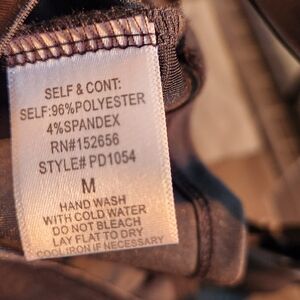 SELF & CONT:
SELF:96%POLYESTER
4%SPANDEX
RN#152656
STYLE# PD1054
M
HAND WASH
WITH COLD WATER
DO NOT BLEACH
LAY FLAT TO DRY
COOL IRON IF NECESSARY